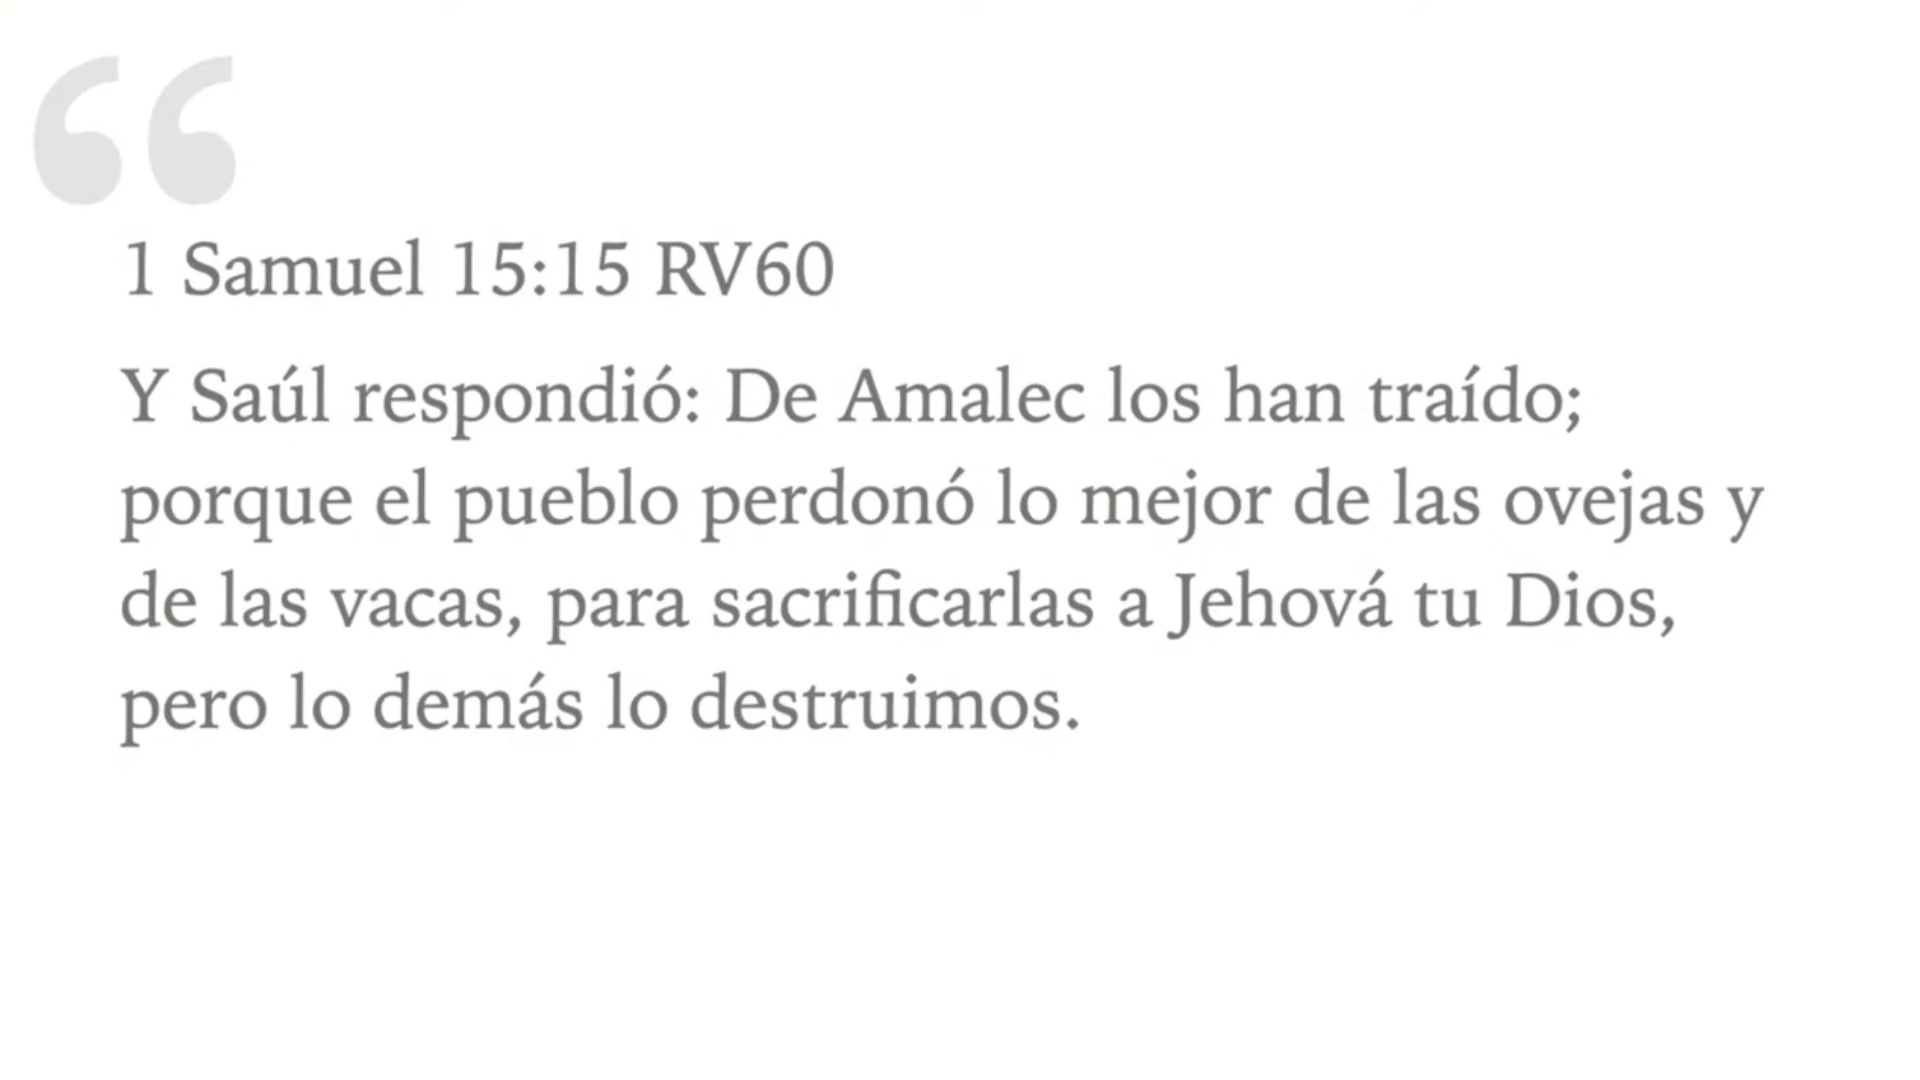 “
1 Samuel 15:15 RV60
Y Saúl respondió: De Amalec los han traído;
porque el pueblo perdonó lo mejor de las ovejas y
de las vacas, para sacrificarlas a Jehová tu Dios,
pero lo demás lo destruimos.